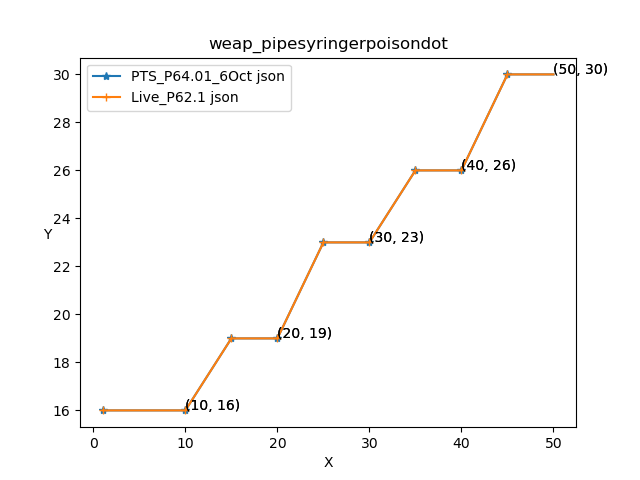 weap_pipesyringerpoisondot
PTS_P64.01_6Oct json
Live_P62.1 json
(50, 30)
(40, 26)
(30, 23)
(20, 19)
(10, 16)
30
28
26
24
22
20
18
16
Y
0 10 20 30 40 50
X